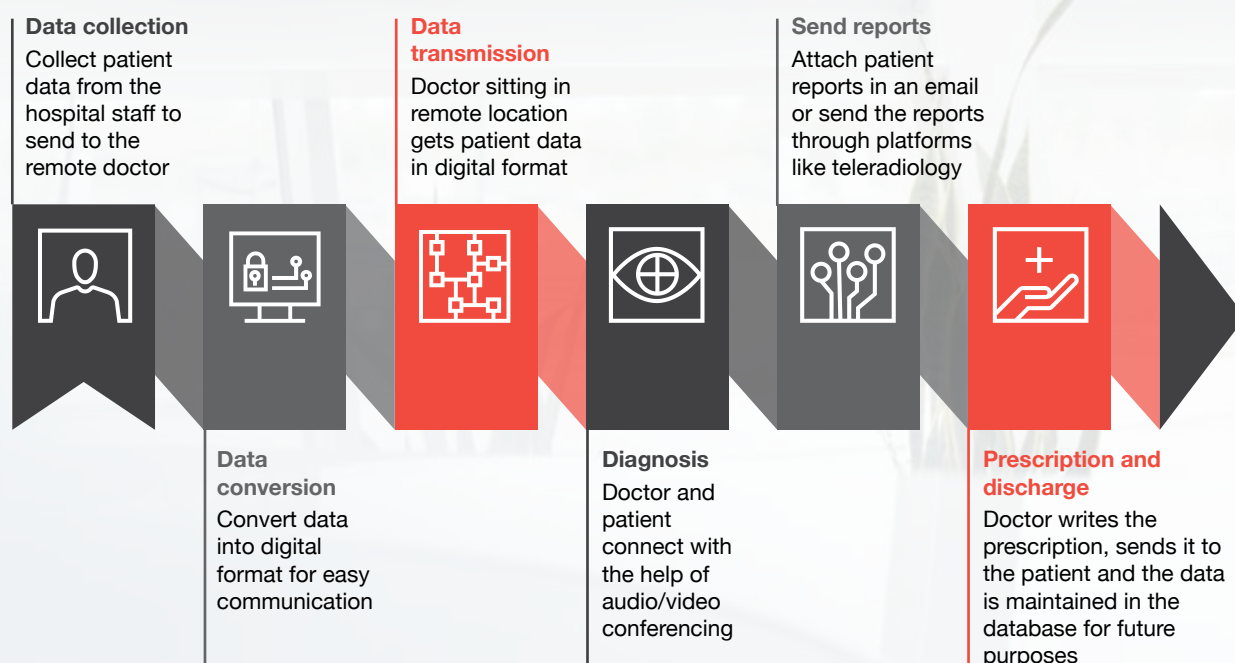 Data collection
Collect patient
data from the
hospital staff to
send to the
remote doctor
Data
conversion
Convert data
into digital
format for easy
communication
Data
transmission
Doctor sitting in
remote location
gets patient data
in digital format
Diagnosis
Doctor and
patient
connect with
the help of
audio/video
conferencing
Send reports
Attach patient
reports in an email
or send the reports
through platforms
like teleradiology
Prescription and
discharge
Doctor writes the
prescription, sends it to
the patient and the data
is maintained in the
database for future
purposes